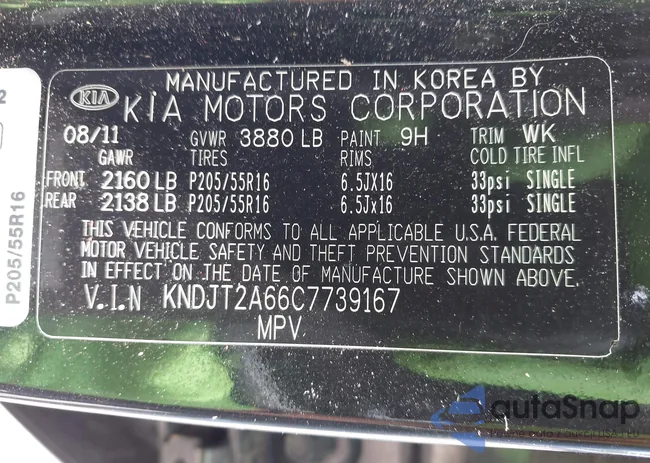 MANUFACTURED IN KOREA BY
KIA KIA MOTORS CORPORATION
08/11 GVWR 3880 LB PAINT 9H TRIM WK
GAWR TIRES RIMS COLD TIRE INFL
FRONT 2160 LB P205/55R16 6.5JX16 33psi SINGLE
REAR 2138 LB P205/55R16 6.5Jx16 33psi SINGLE
THIS VEHICLE CONFORMS TO ALL APPLICABLE U.S.A. FEDERAL
MOTOR VEHICLE SAFETY AND THEFT PREVENTION STANDARDS
IN EFFECT ON THE DATE OF MANUFACTURE SHOWN ABOVE.
V.I.N KNDJT2A66C7739167
MPV
P205/55R16
2
autoSnap